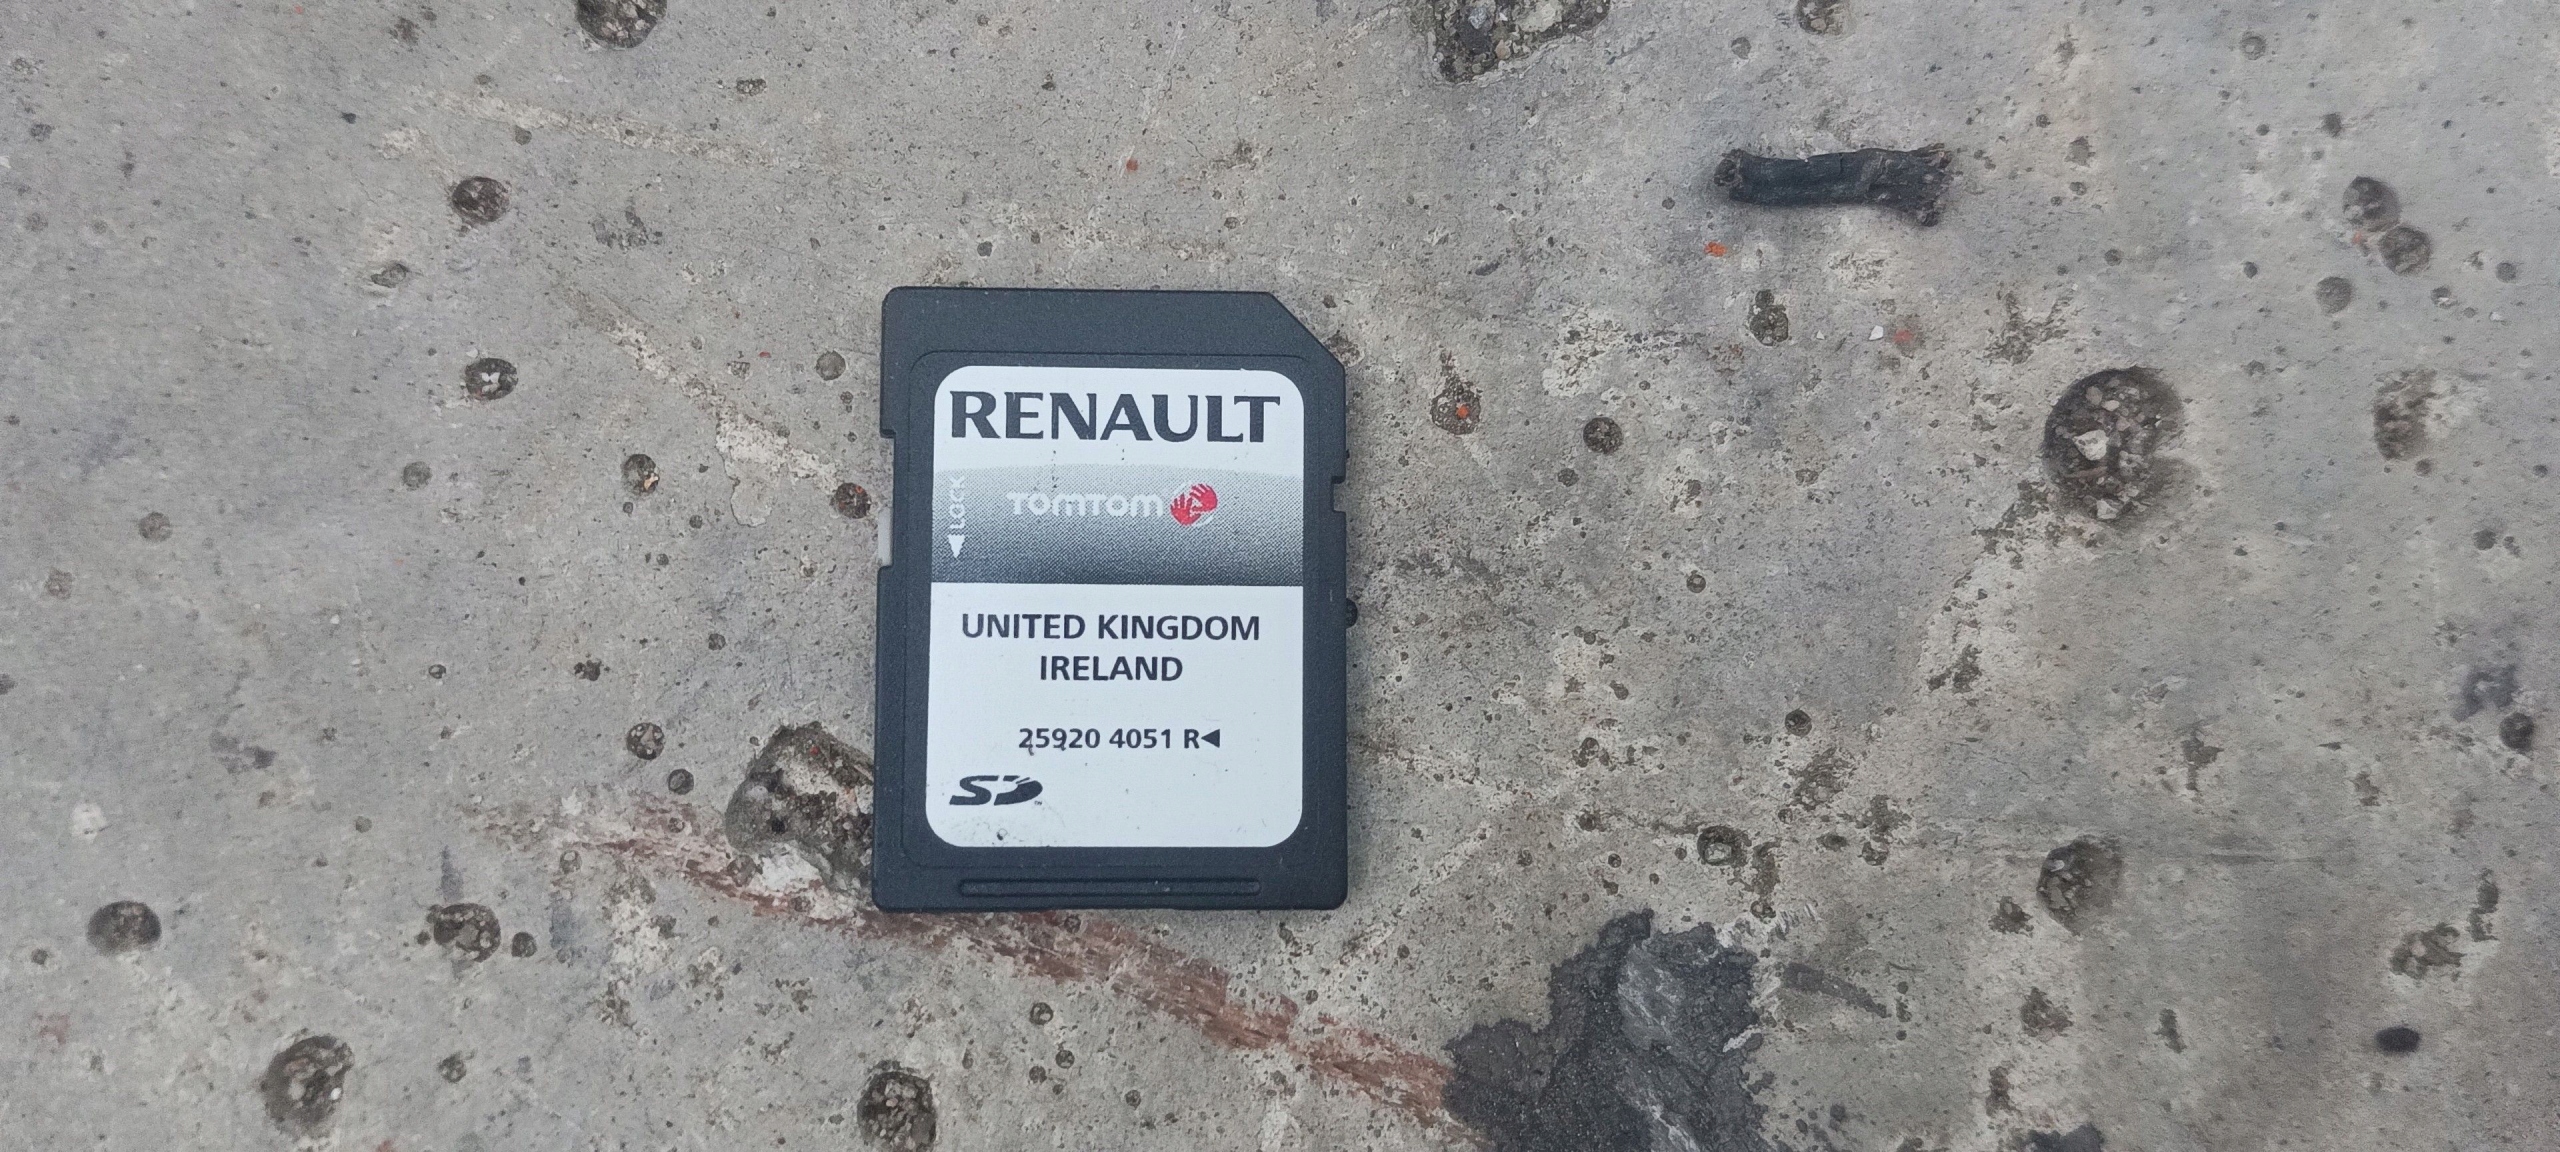 RENAULT
LOCK
TOMTOM
UNITED KINGDOM
IRELAND
25920 4051 R◀
SD